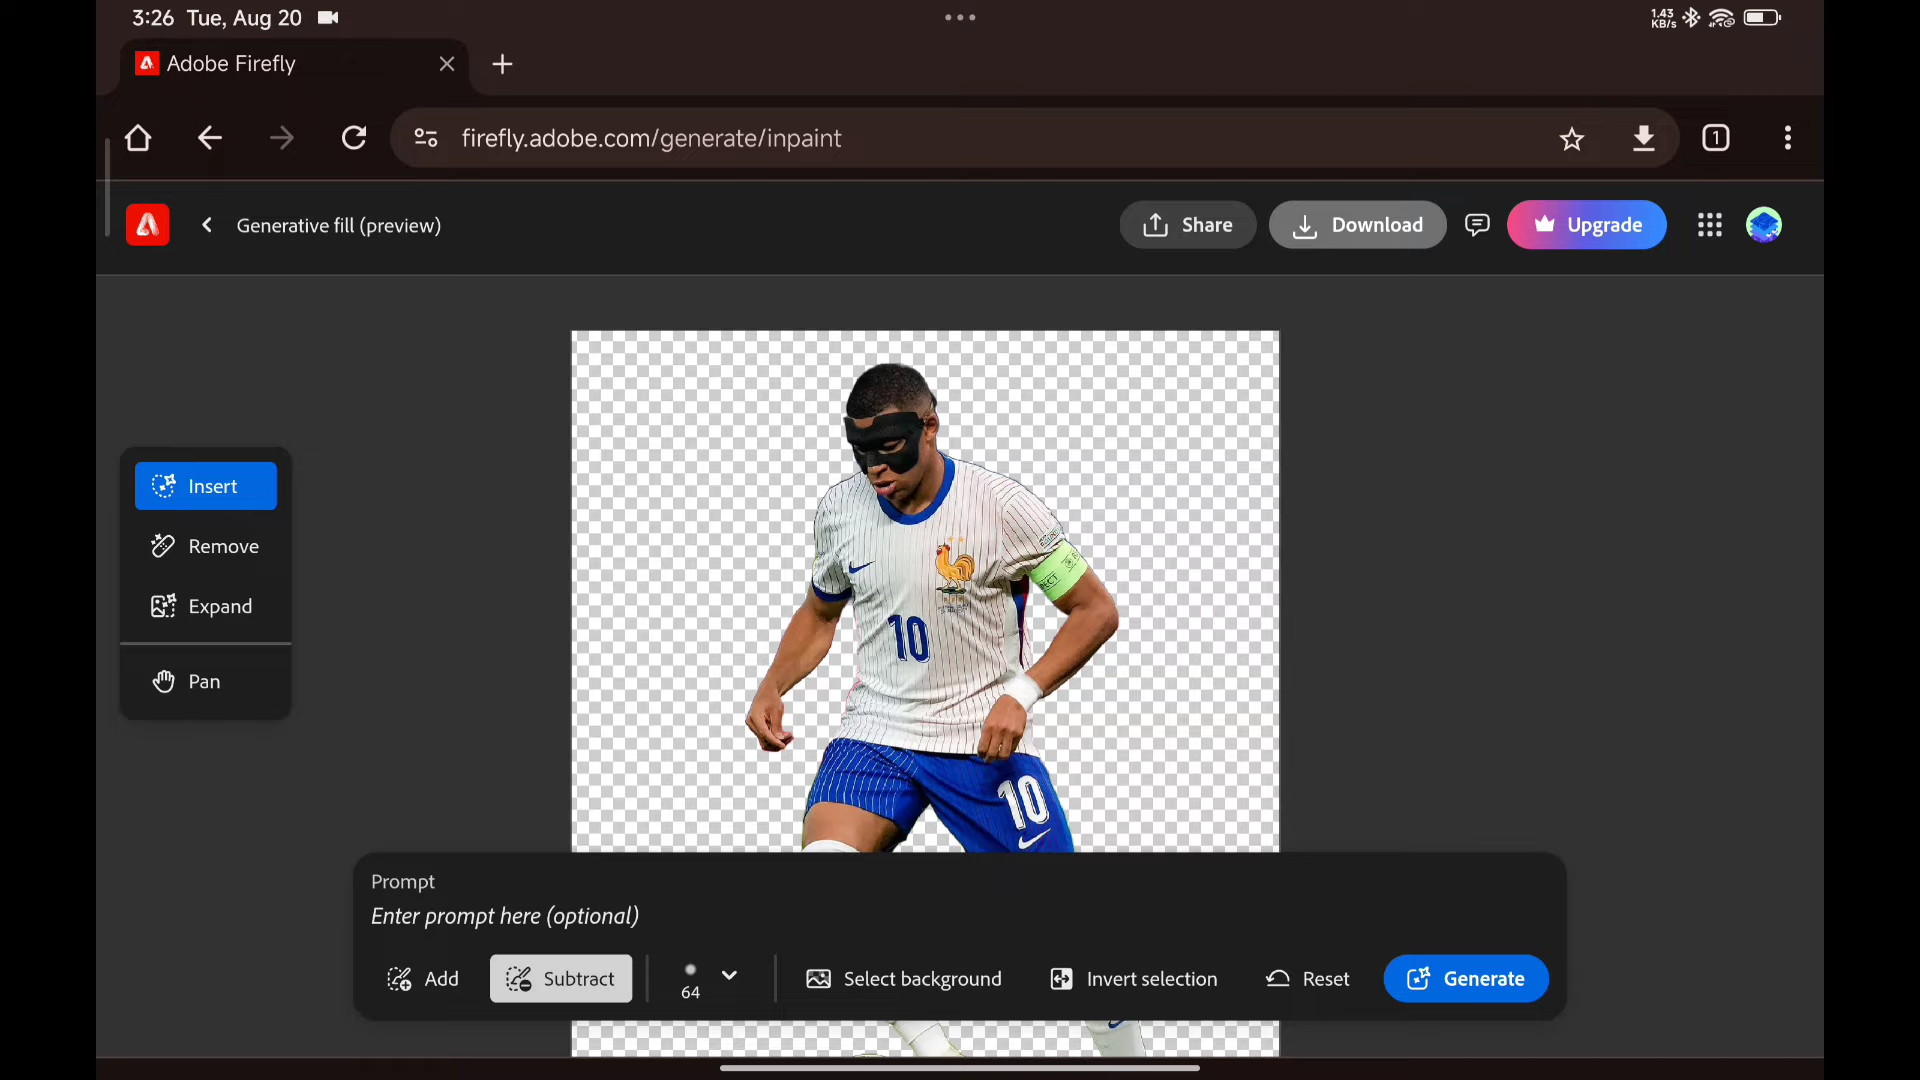 3:26 Tue, Aug 20
1.43 KB/s
Adobe Firefly
firefly.adobe.com/generate/inpaint
1
Generative fill (preview)
Share
Download
Upgrade
Insert
Remove
Expand
Pan
10
10
Prompt
Enter prompt here (optional)
Add
Subtract
64
Select background
Invert selection
Reset
Generate